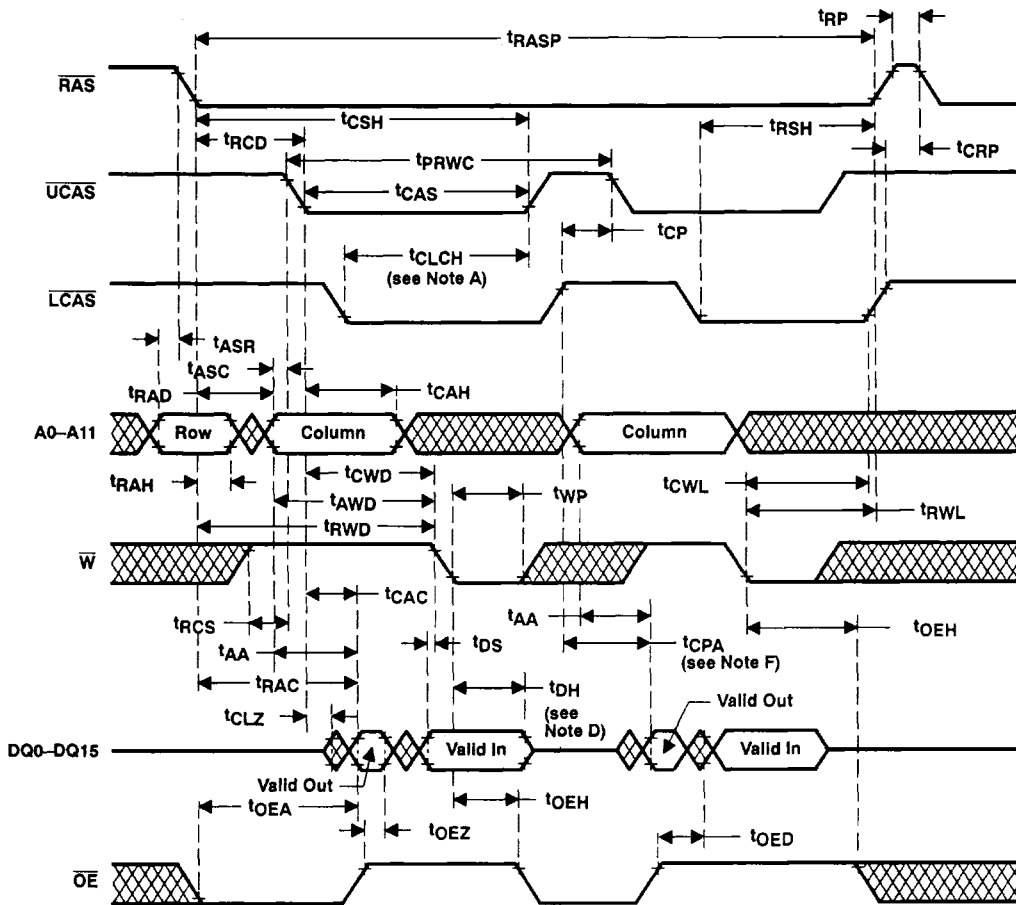 tRP
tRASP
RAS
tCSH
tRSH
tRCD
tCRP
tPRWC
UCAS
tCAS
tCP
tCLCH
(see Note A)
LCAS
tASR
tASC
tRAD
tCAH
A0–A11
Row
Column
Column
tRAH
tCWD
tWP
tCWL
tAWD
tRWL
tRWD
W
tCAC
tRCS
tAA
tOEH
tDS
tCPA
(see Note F)
tAA
tRAC
tDH
(see
Note D)
Valid Out
tCLZ
DQ0–DQ15
Valid In
Valid In
Valid Out
tOEA
tOEH
tOEZ
tOED
OE